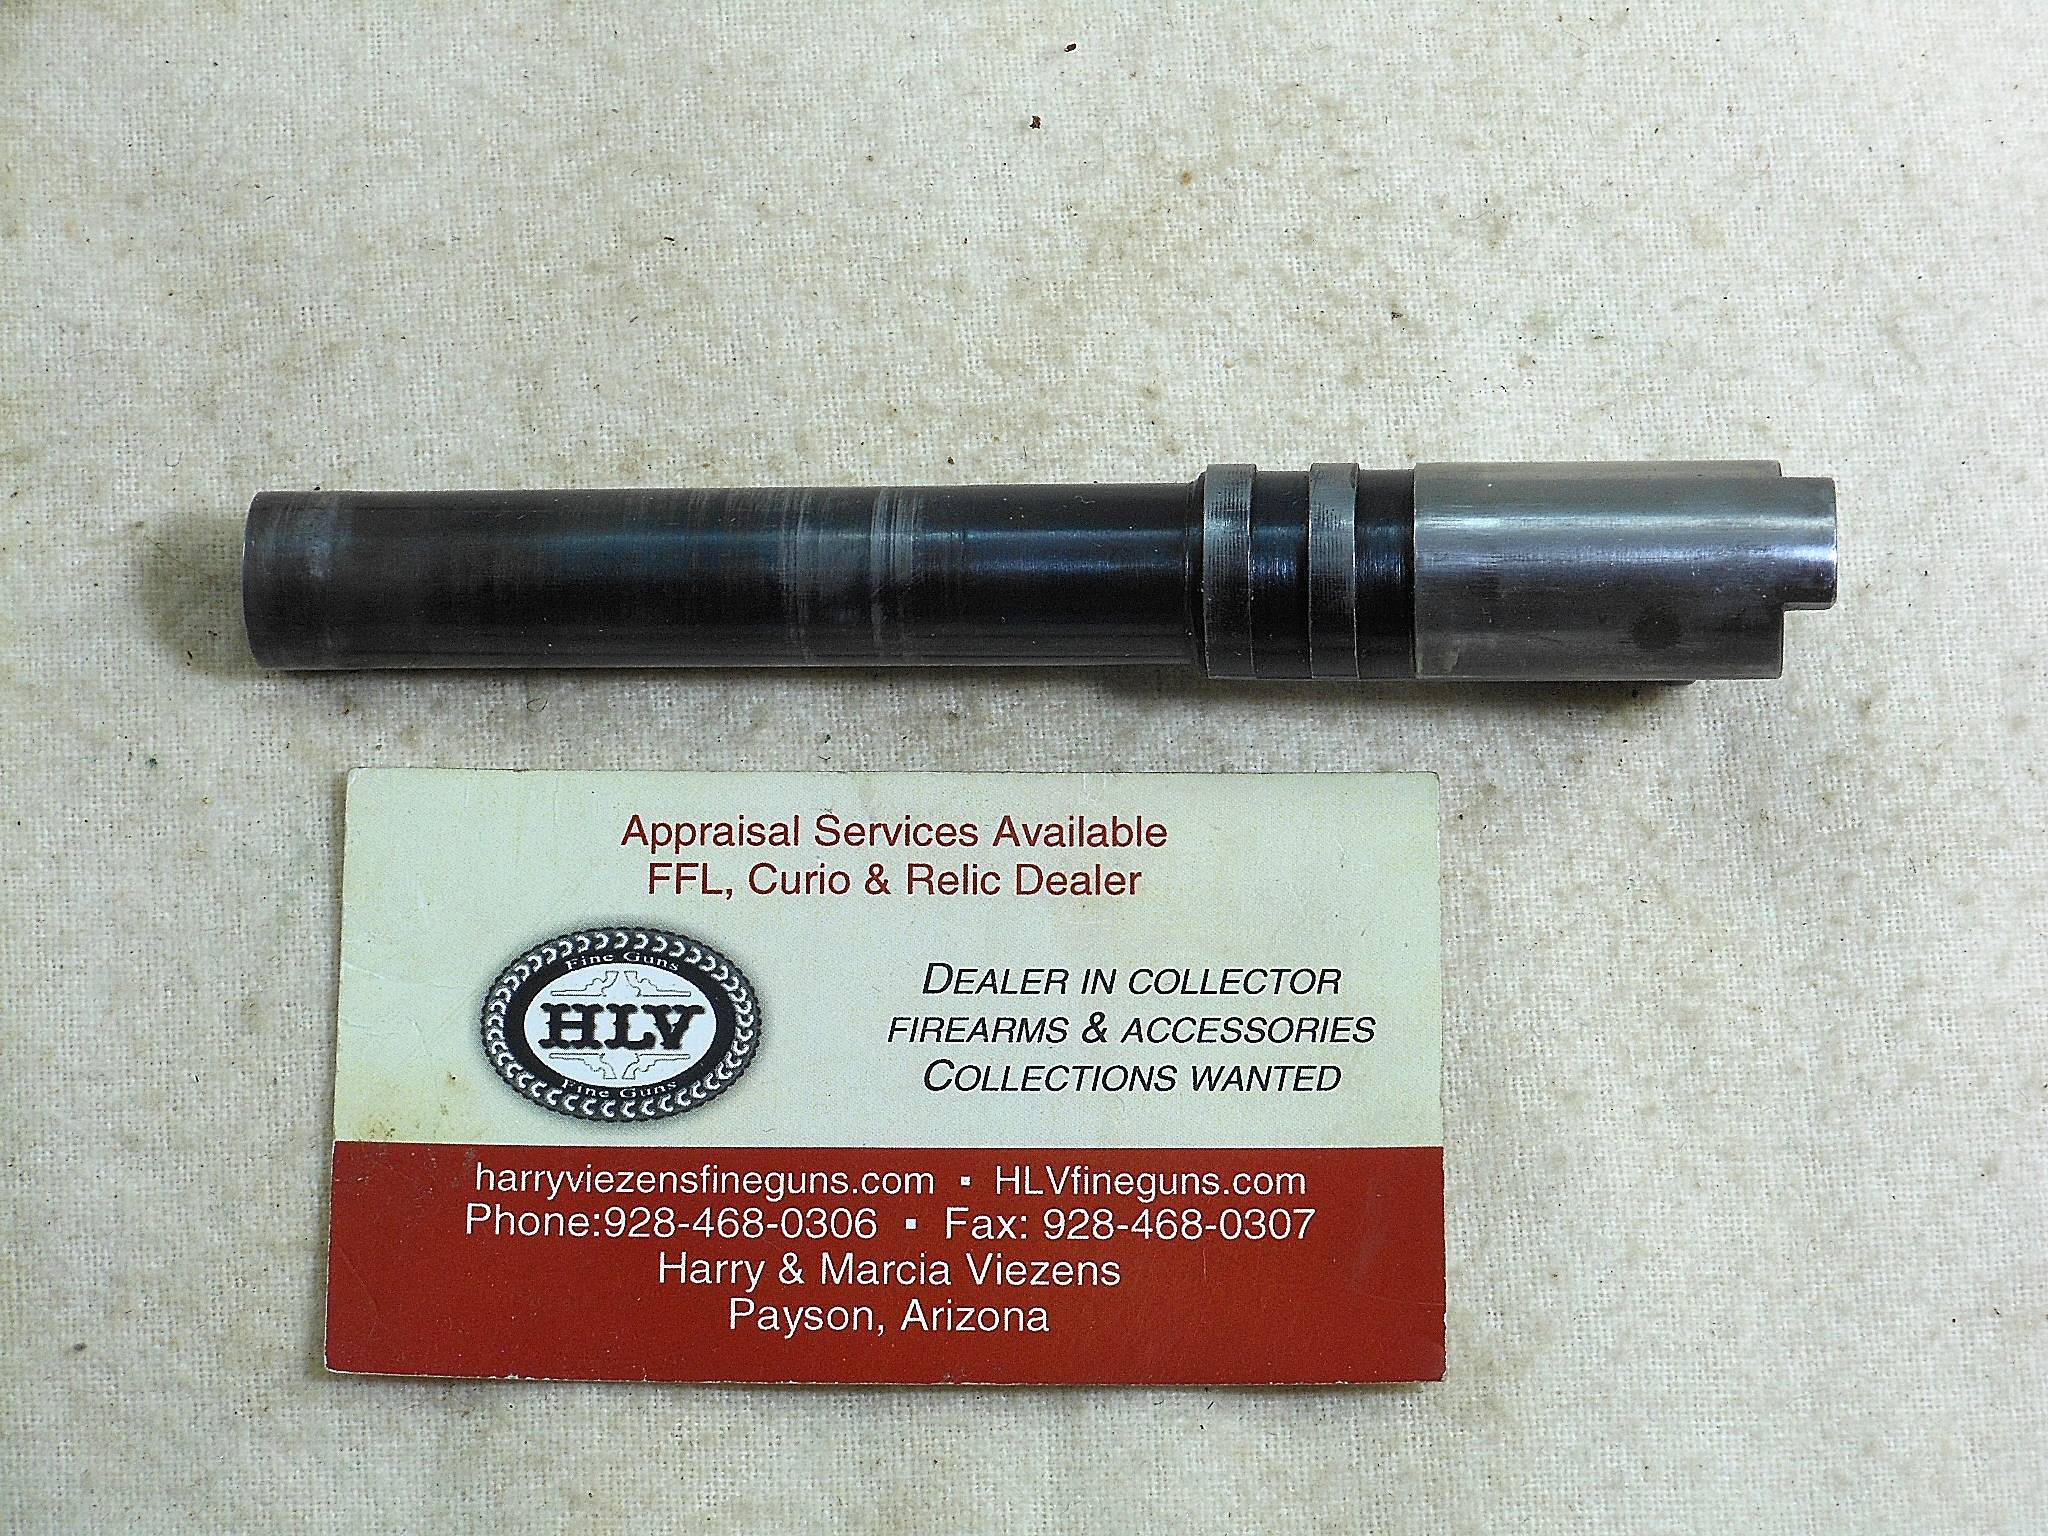 Appraisal Services Available
FFL, Curio & Relic Dealer
Fine Guns
HLV
Fine Guns
DEALER IN COLLECTOR
FIREARMS & ACCESSORIES
COLLECTIONS WANTED
harryviezensfineguns.com ▪ HLVfineguns.com
Phone:928-468-0306 ▪ Fax: 928-468-0307
Harry & Marcia Viezens
Payson, Arizona